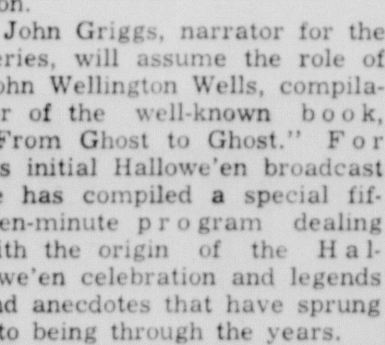 on.
John Griggs, narrator for the
eries, will assume the role of
ohn Wellington Wells, compila-
r of the well-known book,
From Ghost to Ghost." For
s initial Hallowe'en broadcast
e has compiled a special fif-
en-minute program dealing
ith the origin of the Hal-
we'en celebration and legends
nd anecdotes that have sprung
to being through the years.